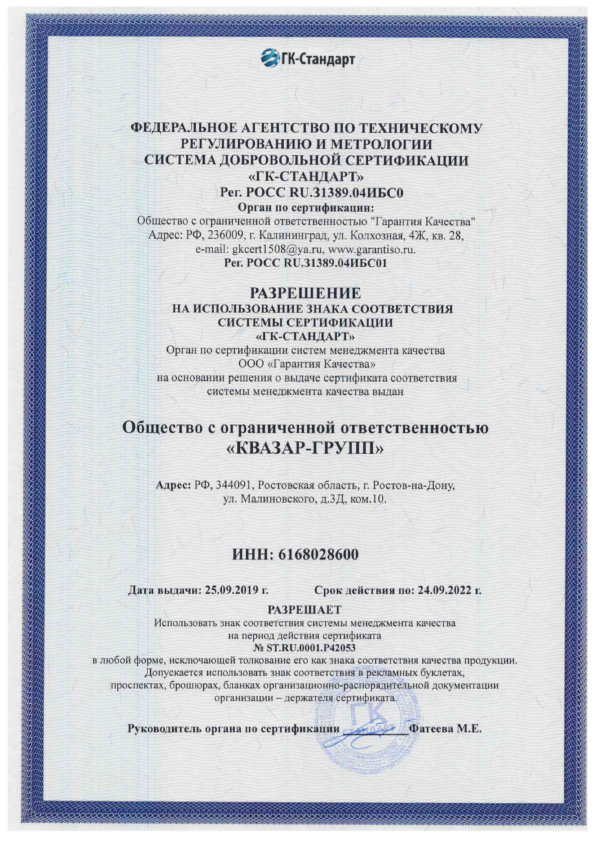 ГК-Стандарт
ФЕДЕРАЛЬНОЕ АГЕНТСТВО ПО ТЕХНИЧЕСКОМУ
РЕГУЛИРОВАНИЮ И МЕТРОЛОГИИ
СИСТЕМА ДОБРОВОЛЬНОЙ СЕРТИФИКАЦИИ
«ГК-СТАНДАРТ»
Рег. РОСС RU.31389.04ИБС0
Орган по сертификации:
Общество с ограниченной ответственностью "Гарантия Качества"
Адрес: РФ, 236009, г. Калининград, ул. Колхозная, 4Ж, кв. 28,
e-mail: gkcert1508@ya.ru, www.garantiso.ru.
Рег. РОСС RU.31389.04ИБС01
РАЗРЕШЕНИЕ
НА ИСПОЛЬЗОВАНИЕ ЗНАКА СООТВЕТСТВИЯ
СИСТЕМЫ СЕРТИФИКАЦИИ
«ГК-СТАНДАРТ»
Орган по сертификации систем менеджмента качества
ООО «Гарантия Качества»
на основании решения о выдаче сертификата соответствия
системы менеджмента качества выдан
Общество с ограниченной ответственностью
«КВАЗАР-ГРУПП»
Адрес: РФ, 344091, Ростовская область, г. Ростов-на-Дону,
ул. Малиновского, д.3Д, ком.10.
ИНН: 6168028600
Дата выдачи: 25.09.2019 г. Срок действия по: 24.09.2022 г.
РАЗРЕШАЕТ
Использовать знак соответствия системы менеджмента качества
на период действия сертификата
№ ST.RU.0001.P42053
в любой форме, исключающей толкование его как знака соответствия качества продукции.
Допускается использовать знак соответствия в рекламных буклетах,
проспектах, брошюрах, бланках организационно-распорядительной документации
организации – держателя сертификата.
Руководитель органа по сертификации ____________Фатеева М.Е.
ГК